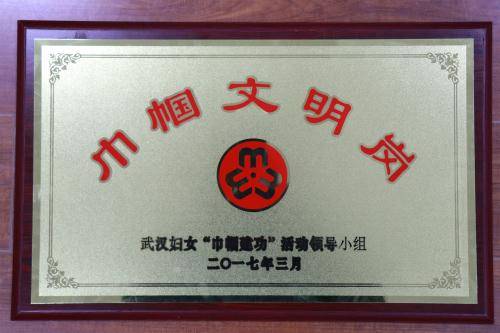 巾帼文明岗
武汉妇女“巾帼建功”活动领导小组
二〇一七年三月